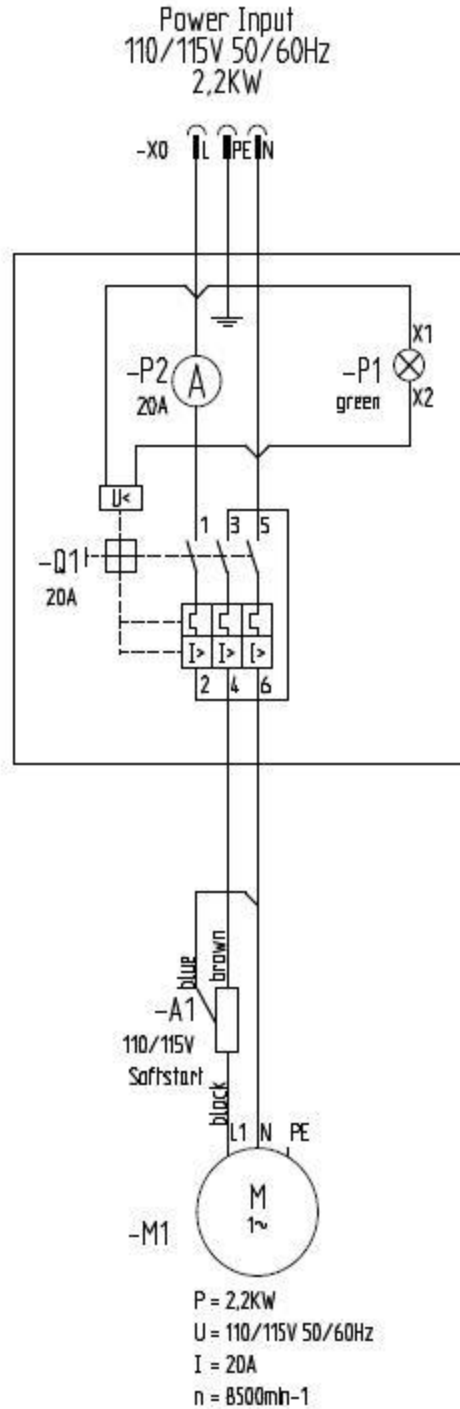 Power Input
110/115V 50/60Hz
2,2KW
-X0 L PE N
X1
-P2 A -P1
20A green X2
U<
1 3 5
-Q1
20A
I> I> I>
2 4 6
blue brown
-A1
110/115V
Softstart
black
L1 N PE
M
1~
-M1
P = 2,2KW
U = 110/115V 50/60Hz
I = 20A
n = 8500min-1